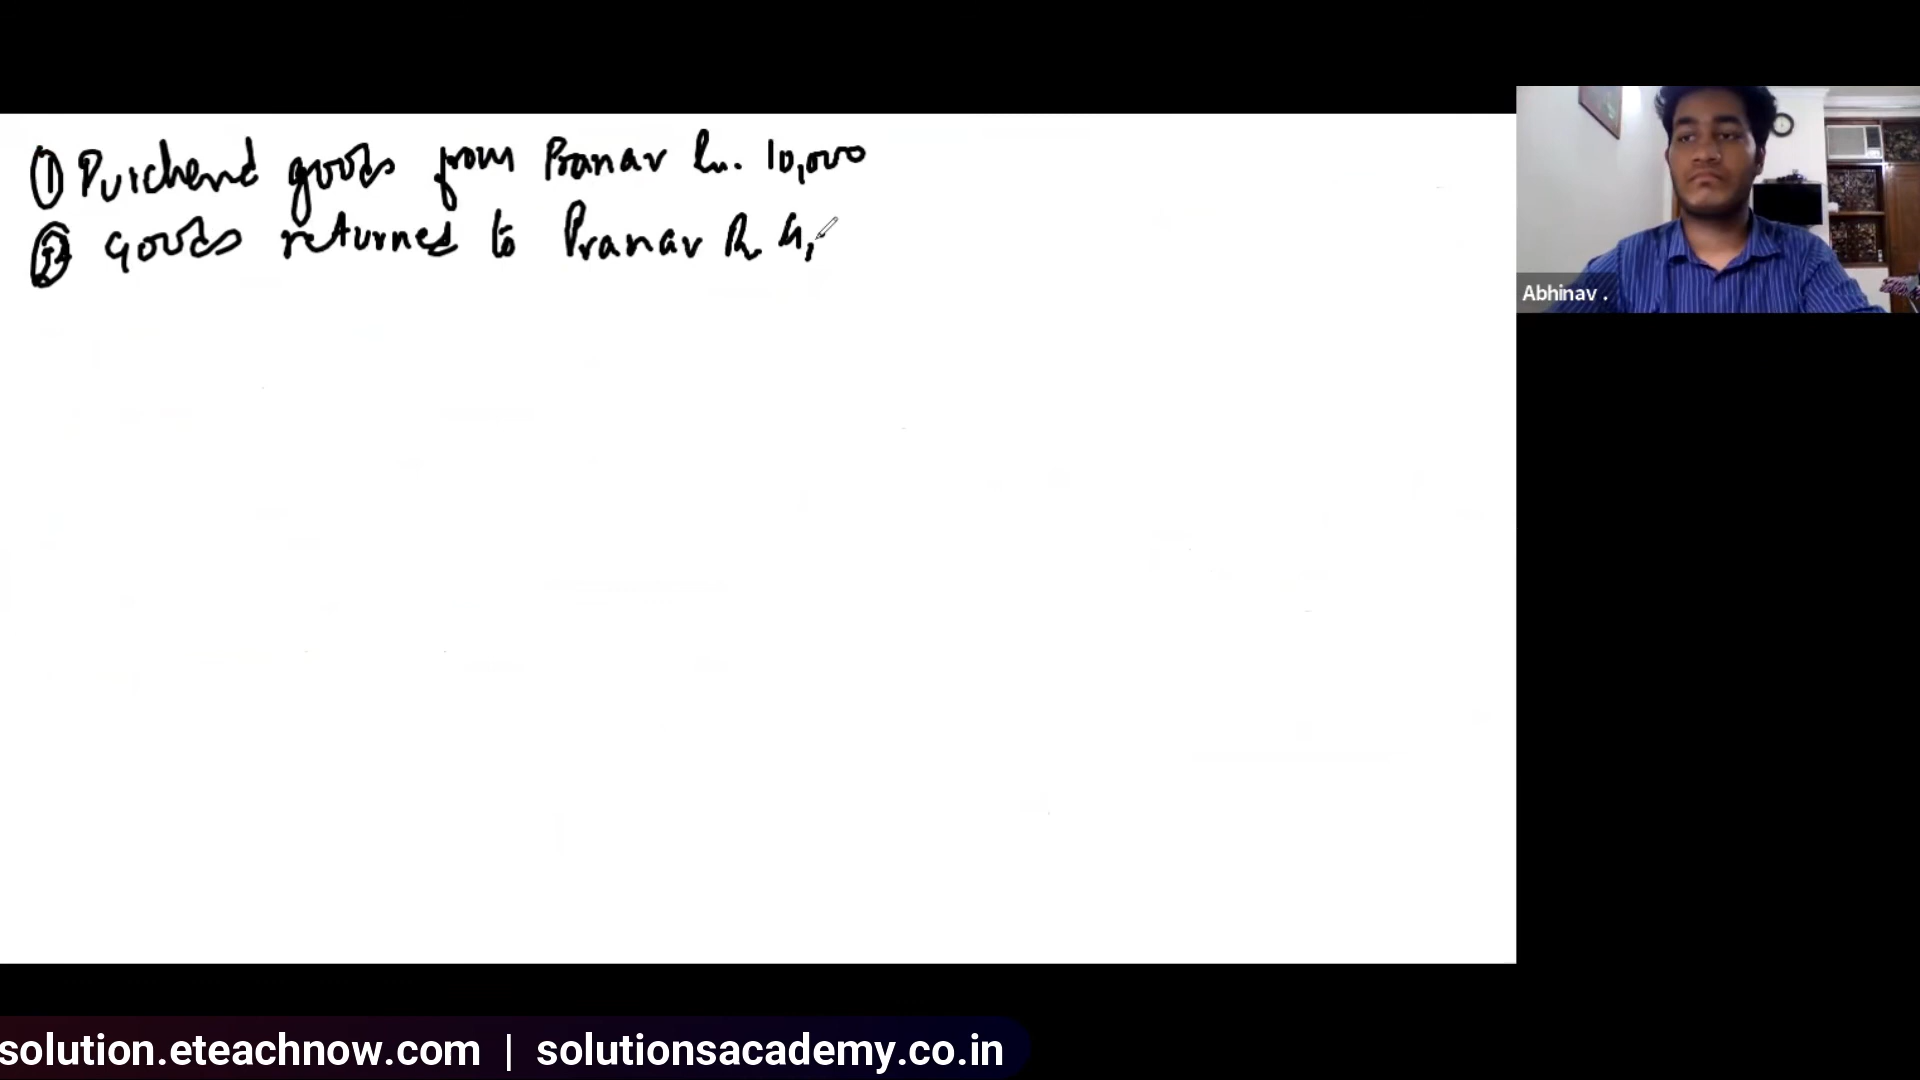 ① Purchased goods from Pranav Rs. 10,000
② Goods returned to Pranav Rs 4,
Abhinav .
solution.eteachnow.com | solutionsacademy.co.in